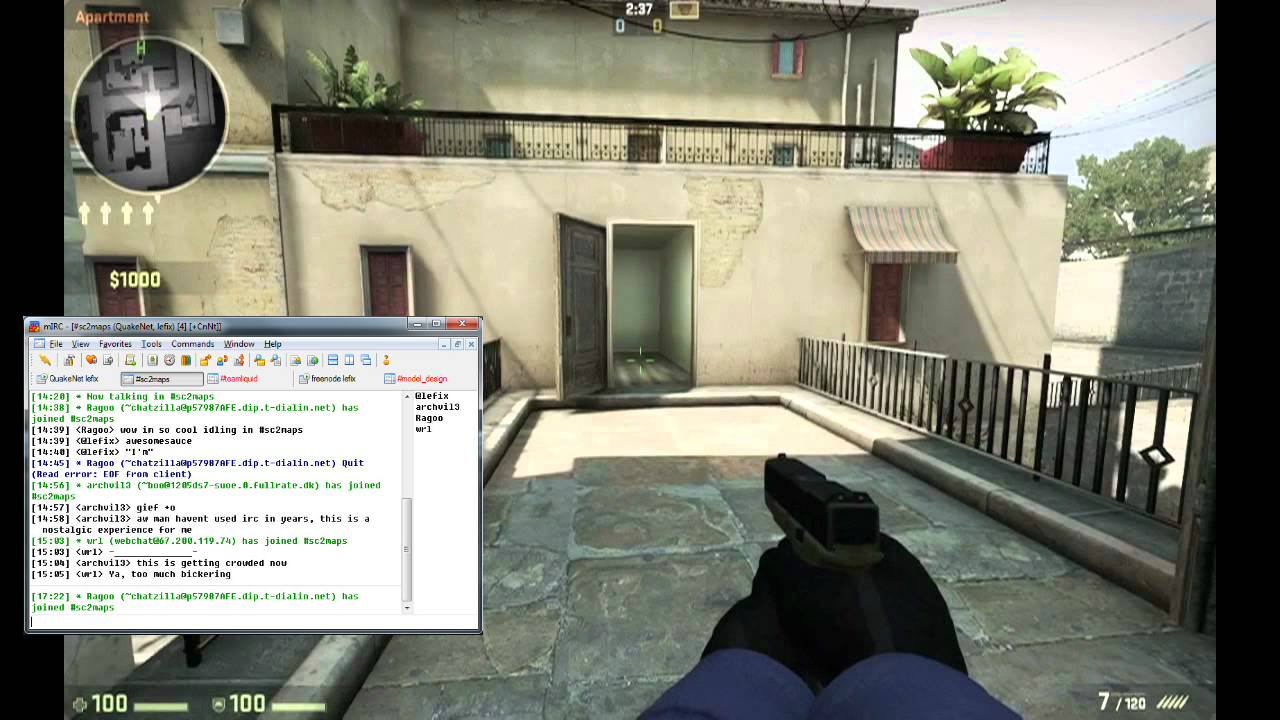 Apartment
2:37
0 0
$1000
mIRC - [#sc2maps (QuakeNet, lefix) [4] [+CnNt]]
File View Favorites Tools Commands Window Help
QuakeNet lefix #sc2maps #teamliquid freenode lefix #model_design
[14:20] * Now talking in #sc2maps
[14:38] * Ragoo (~chatzilla@p57907AFE.dip.t-dialin.net) has
joined #sc2maps
[14:39] <Ragoo> wow im so cool idling in #sc2maps
[14:39] <@lefix> awesomesauce
[14:40] <@lefix> "I'm"
[14:45] * Ragoo (~chatzilla@p57907AFE.dip.t-dialin.net) Quit
(Read error: EOF from client)
[14:56] * archvil3 (~boo@1205ds7-suoe.0.fullrate.dk) has joined
#sc2maps
[14:57] <archvil3> gief +o
[14:58] <archvil3> aw man havent used irc in years, this is a
nostalgic experience for me
[15:03] * wrl (webchat@67.200.119.74) has joined #sc2maps
[15:03] <wrl> -______________-
[15:04] <archvil3> this is getting crowded now
[15:05] <wrl> Ya, too much bickering
[17:22] * Ragoo (~chatzilla@p57907AFE.dip.t-dialin.net) has
joined #sc2maps
@lefix
archvil3
Ragoo
wrl
100 100
7 / 120